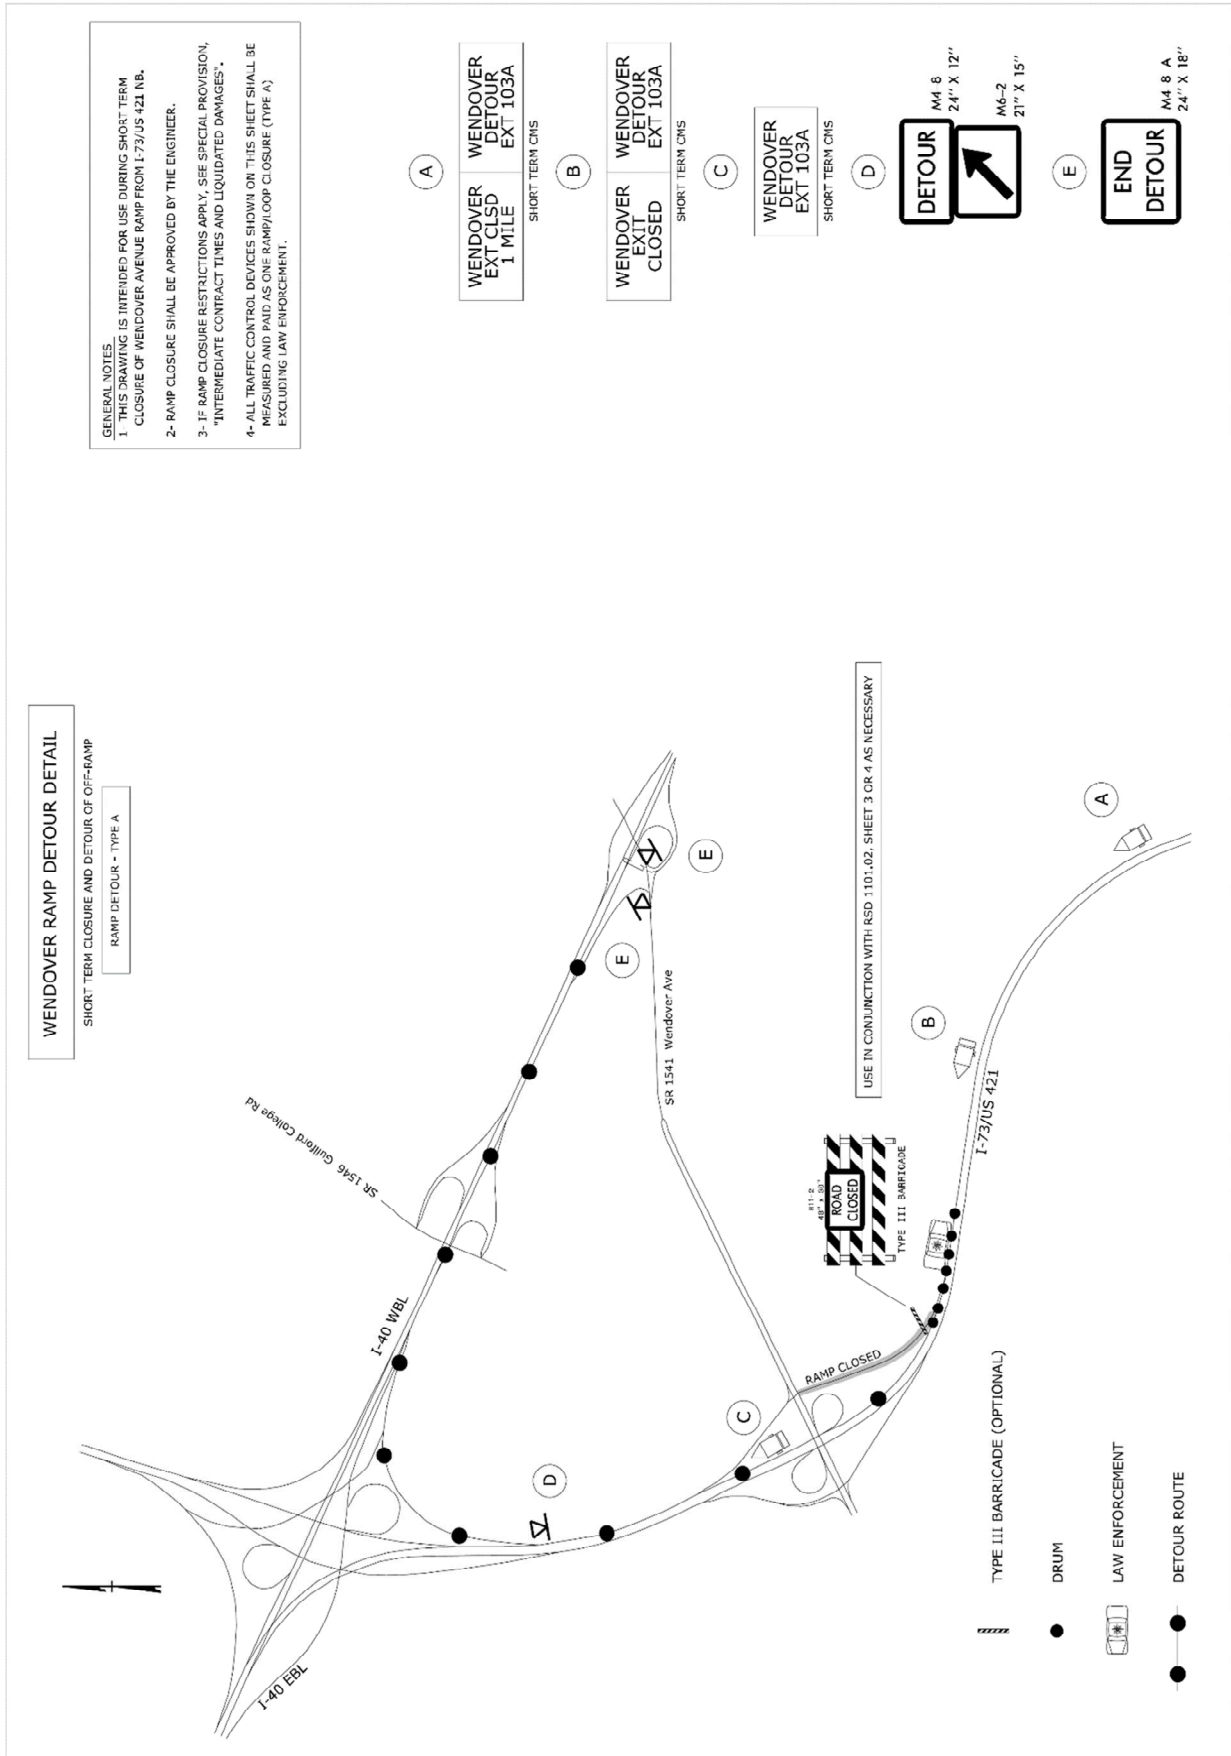 WENDOVER RAMP DETOUR DETAIL
SHORT TERM CLOSURE AND DETOUR OF OFF-RAMP
RAMP DETOUR - TYPE A
GENERAL NOTES
1 THIS DRAWING IS INTENDED FOR USE DURING SHORT TERM
CLOSURE OF WENDOVER AVENUE RAMP FROM I-73/US 421 NB.
2- RAMP CLOSURE SHALL BE APPROVED BY THE ENGINEER.
3- IF RAMP CLOSURE RESTRICTIONS APPLY, SEE SPECIAL PROVISION,
"INTERMEDIATE CONTRACT TIMES AND LIQUIDATED DAMAGES".
4- ALL TRAFFIC CONTROL DEVICES SHOWN ON THIS SHEET SHALL BE
MEASURED AND PAID AS ONE RAMP/LOOP CLOSURE (TYPE A)
EXCLUDING LAW ENFORCEMENT.
A
WENDOVER
EXT CLSD
1 MILE
WENDOVER
DETOUR
EXT 103A
SHORT TERM CMS
B
WENDOVER
EXIT
CLOSED
WENDOVER
DETOUR
EXT 103A
SHORT TERM CMS
C
WENDOVER
DETOUR
EXT 103A
SHORT TERM CMS
D
DETOUR
M4 8
24" X 12"
M6-2
21" X 15"
E
END
DETOUR
M4 8 A
24" X 18"
SR 1546 Guilford College Rd
I-40 WBL
I-40 EBL
E
E
SR 1541 Wendover Ave
D
C
RAMP CLOSED
R11-2
48" X 30"
ROAD
CLOSED
TYPE III BARRICADE
USE IN CONJUNCTION WITH RSD 1101.02, SHEET 3 OR 4 AS NECESSARY
B
I-73/US 421
A
TYPE III BARRICADE (OPTIONAL)
DRUM
LAW ENFORCEMENT
DETOUR ROUTE